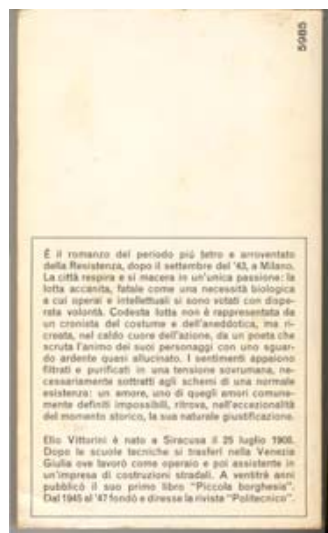 5985
È il romanzo del periodo più tetro e arroventato
della Resistenza, dopo il settembre del '43, a Milano.
La città respira e si macera in un'unica passione: la
lotta accanita, fatale come una necessità biologica
a cui operai e intellettuali si sono votati con dispe-
rata volontà. Codesta lotta non è rappresentata da
un cronista del costume e dell'aneddotica, ma ri-
creata, nel caldo cuore dell'azione, da un poeta che
scruta l'animo dei suoi personaggi con uno sguar-
do ardente quasi allucinato. I sentimenti appaiono
filtrati e purificati in una tensione sovrumana, ne-
cessariamente sottratti agli schemi di una normale
esistenza: un amore, uno di quegli amori comune-
mente definiti impossibili, ritrova, nell'eccezionalità
del momento storico, la sua naturale giustificazione.
Elio Vittorini è nato a Siracusa il 25 luglio 1908.
Dopo le scuole tecniche si trasferì nella Venezia
Giulia ove lavorò come operaio e poi assistente in
un'impresa di costruzioni stradali. A ventitré anni
pubblicò il suo primo libro "Piccola borghesia".
Dal 1945 al '47 fondò e diresse la rivista "Politecnico".